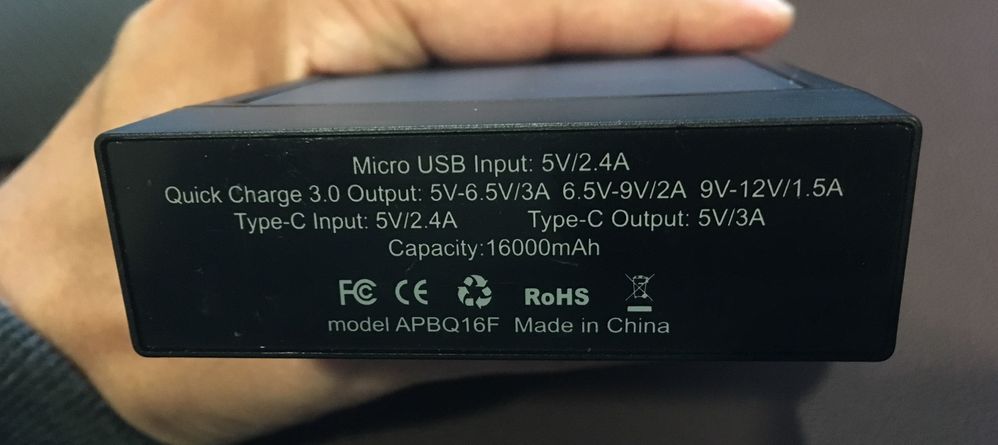 Micro USB Input: 5V/2.4A
Quick Charge 3.0 Output: 5V-6.5V/3A 6.5V-9V/2A 9V-12V/1.5A
Type-C Input: 5V/2.4A Type-C Output: 5V/3A
Capacity:16000mAh
FC CE RoHS
model APBQ16F Made in China